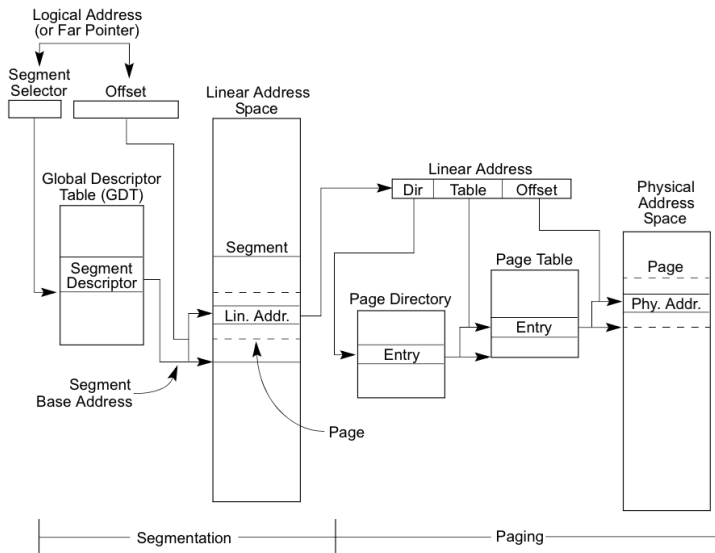 Logical Address
(or Far Pointer)
Segment
Selector
Offset
Linear Address
Space
Global Descriptor
Table (GDT)
Segment
Descriptor
Segment
Base Address
Segment
Lin. Addr.
Page
Linear Address
Dir
Table
Offset
Page Directory
Entry
Page Table
Entry
Physical
Address
Space
Page
Phy. Addr.
Segmentation
Paging